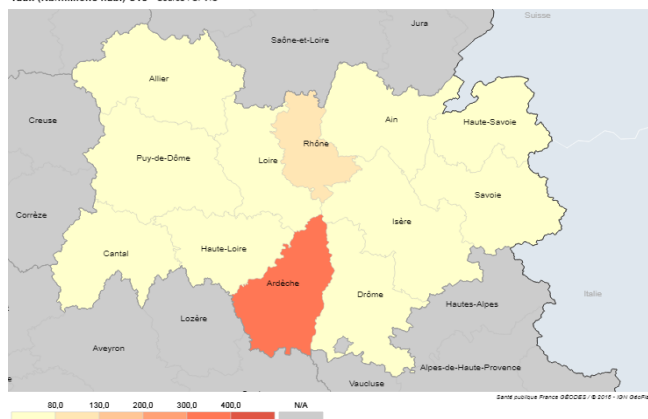 Suisse
Jura
Saône-et-Loire
Allier
Creuse
Ain
Haute-Savoie
Rhône
Puy-de-Dôme
Loire
Savoie
Corrèze
Isère
Cantal
Haute-Loire
Ardèche
Drôme
Italie
Hautes-Alpes
Lozère
Aveyron
Alpes-de-Haute-Provence
Vaucluse
Santé publique France GÉODES / © 2016 - IGN GéoFla
80,0 130,0 200,0 300,0 400,0 N/A